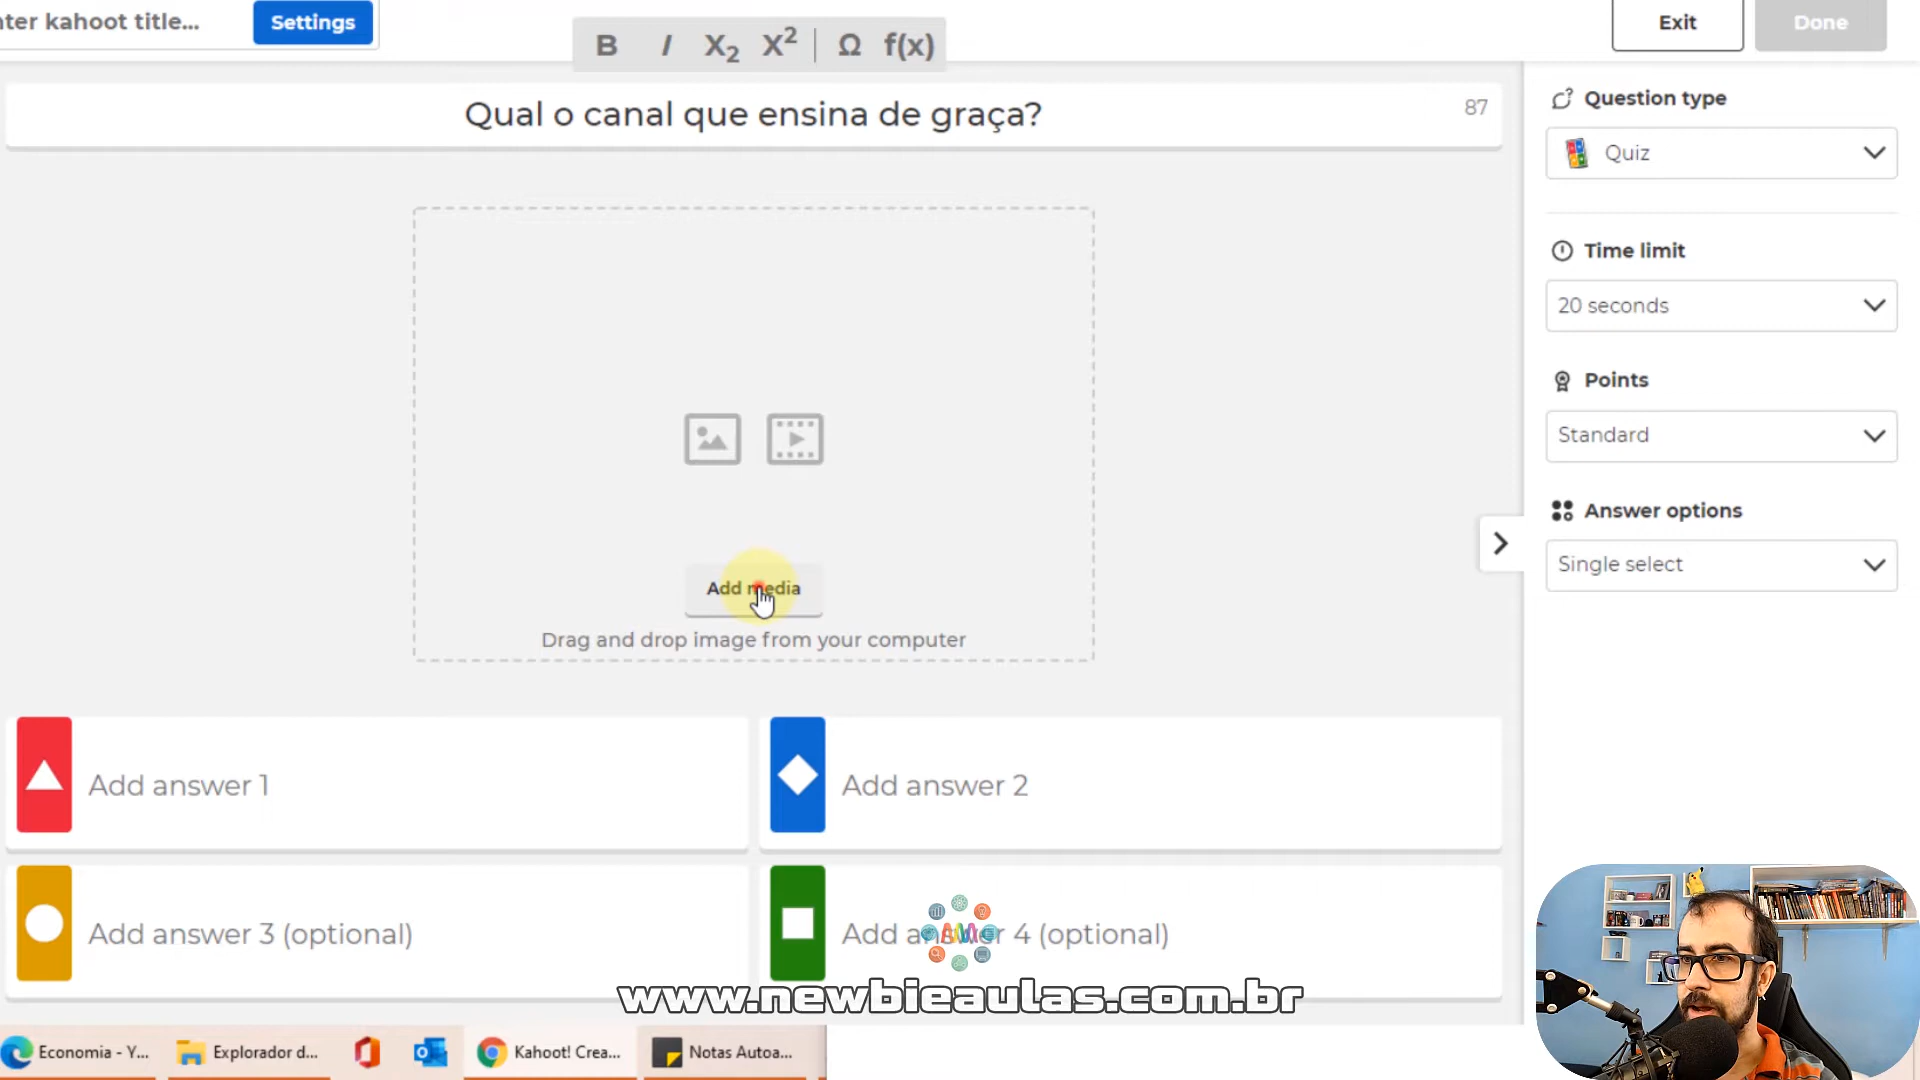 nter kahoot title...
Settings
B I X2 X2 Ω f(x)
Exit
Done
Qual o canal que ensina de graça?
87
Question type
Quiz
Time limit
20 seconds
Points
Standard
Answer options
Single select
Add media
Drag and drop image from your computer
Add answer 1
Add answer 2
Add answer 3 (optional)
Add answer 4 (optional)
www.newbieaulas.com.br
Economia - Y...
Explorador d...
Kahoot! Crea...
Notas Autoa...